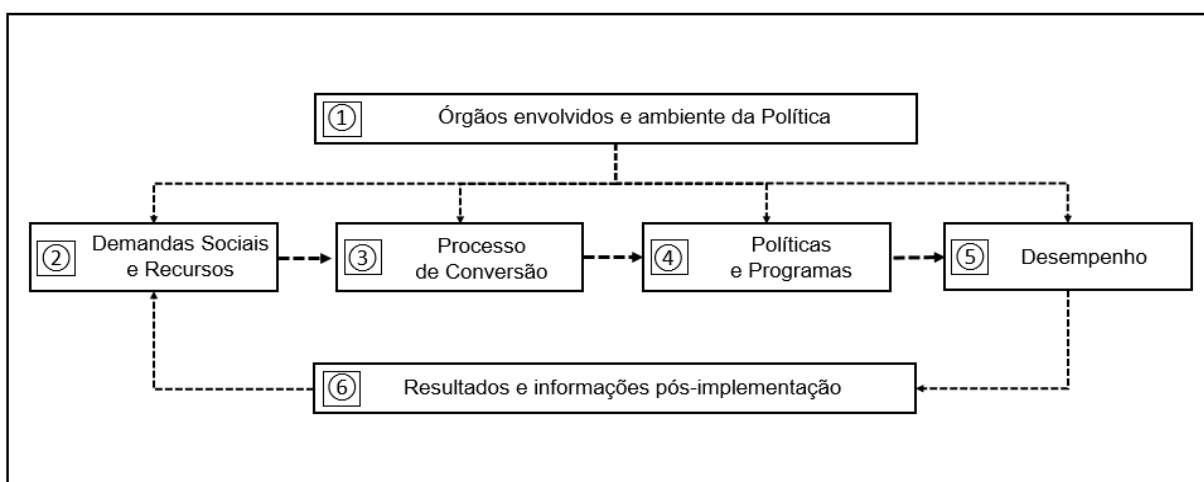 ① Órgãos envolvidos e ambiente da Política
② Demandas Sociais
e Recursos
③ Processo
de Conversão
④ Políticas
e Programas
⑤ Desempenho
⑥ Resultados e informações pós-implementação